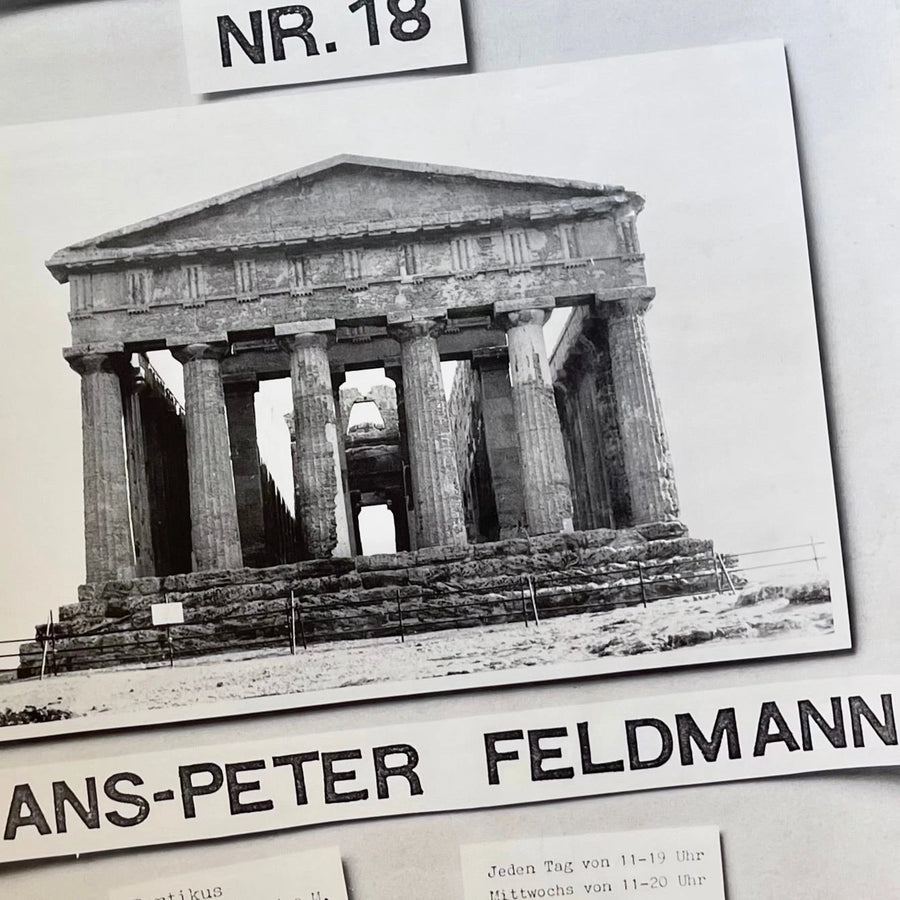 NR. 18
ANS-PETER FELDMANN
Jeden Tag von 11-19 Uhr
Mittwochs von 11-20 Uhr